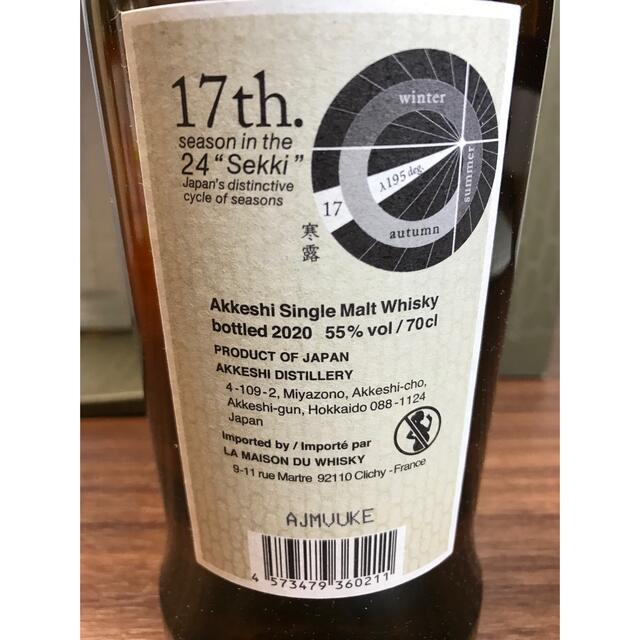 17th.
season in the
24 “Sekki”
Japan's distinctive
cycle of seasons
winter
summer
λ195 deg.
17
autumn
寒露
Akkeshi Single Malt Whisky
bottled 2020 55% vol / 70cl
PRODUCT OF JAPAN
AKKESHI DISTILLERY
4-109-2, Miyazono, Akkeshi-cho,
Akkeshi-gun, Hokkaido 088-1124
Japan
Imported by / Importé par
LA MAISON DU WHISKY
9-11 rue Martre 92110 Clichy - France
AJMVUKE
4 573479 360211